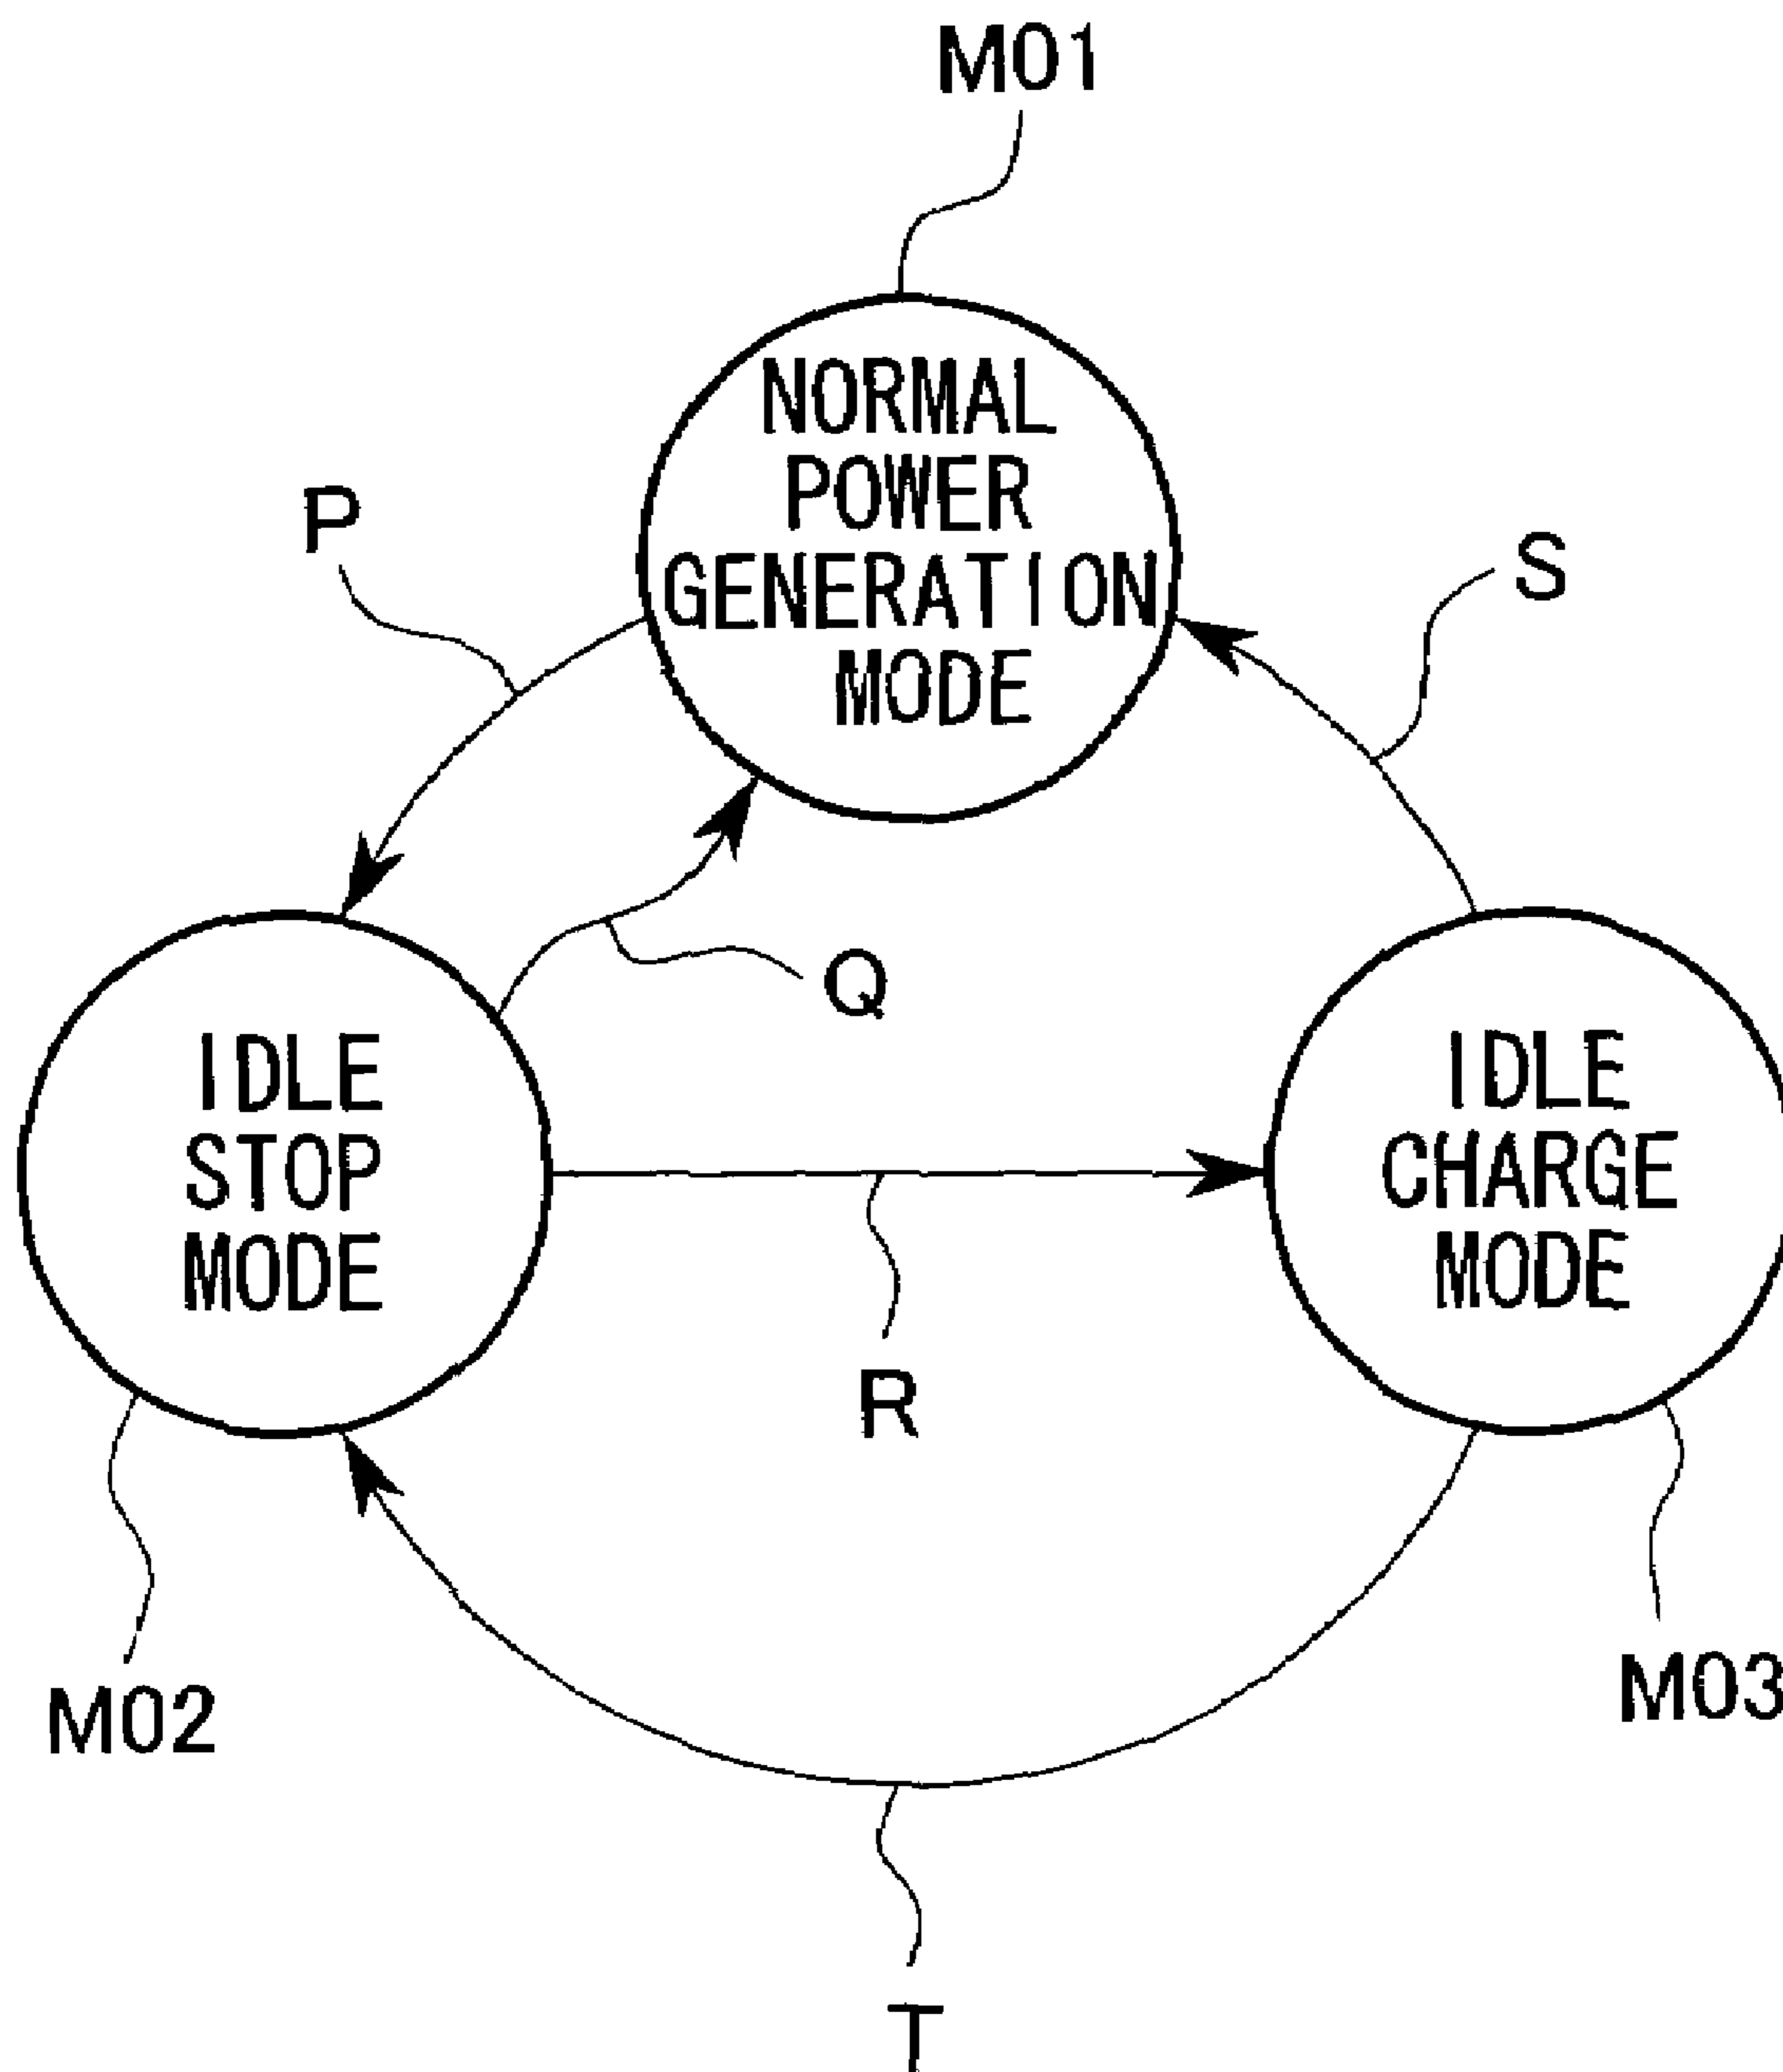 M01
NORMAL
POWER
GENERATION
MODE
P
S
Q
IDLE
STOP
MODE
IDLE
CHARGE
MODE
R
M02
M03
T